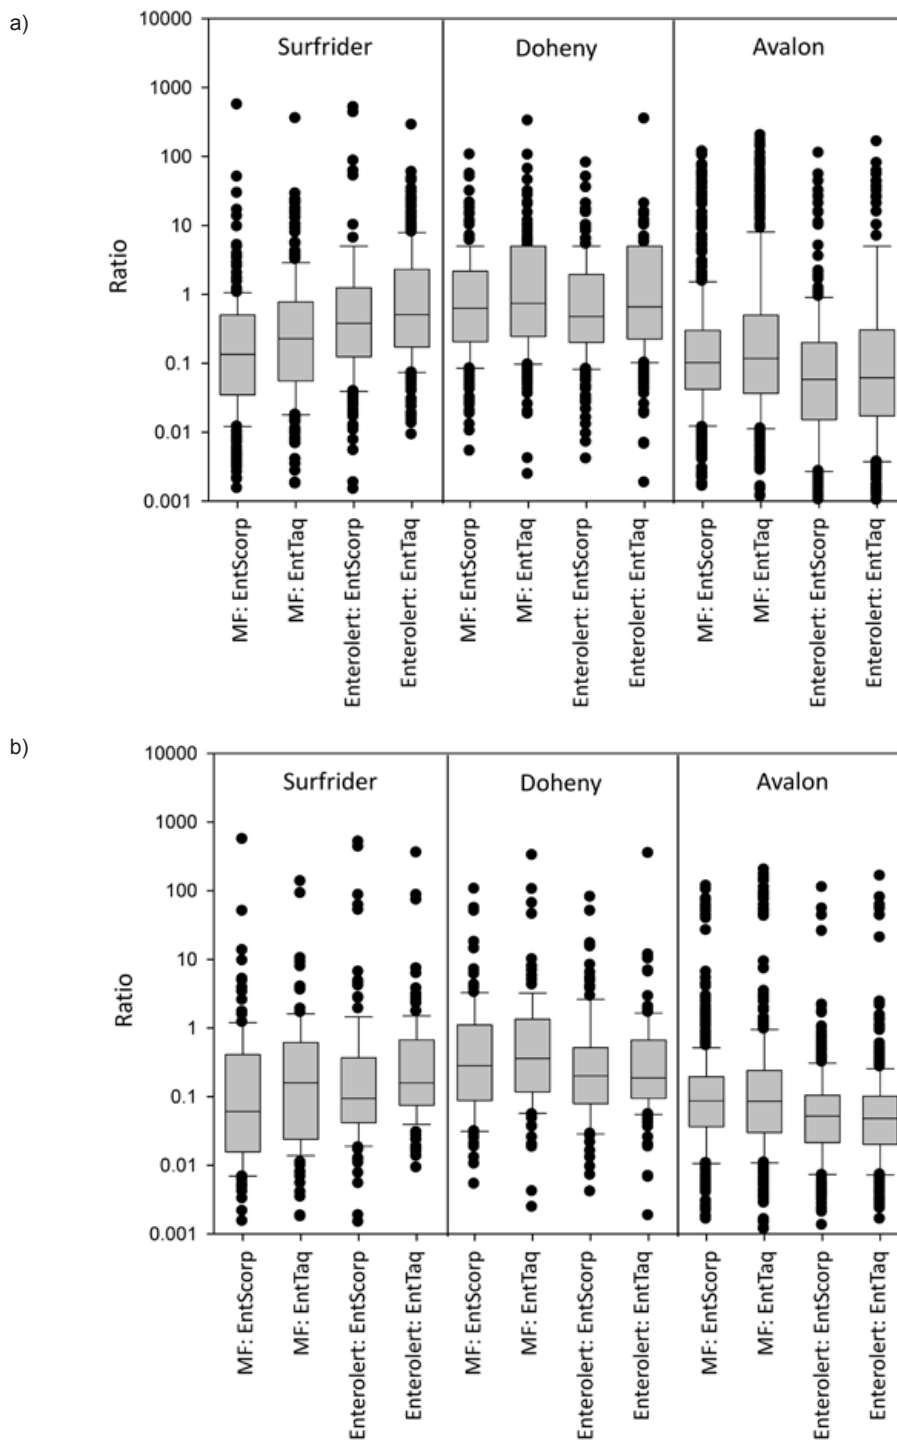 a)
10000
1000
100
10
1
0.1
0.01
0.001
Ratio
Surfrider
Doheny
Avalon
MF: EntScorp
MF: EntTaq
Enterolert: EntScorp
Enterolert: EntTaq
MF: EntScorp
MF: EntTaq
Enterolert: EntScorp
Enterolert: EntTaq
MF: EntScorp
MF: EntTaq
Enterolert: EntScorp
Enterolert: EntTaq
b)
10000
1000
100
10
1
0.1
0.01
0.001
Ratio
Surfrider
Doheny
Avalon
MF: EntScorp
MF: EntTaq
Enterolert: EntScorp
Enterolert: EntTaq
MF: EntScorp
MF: EntTaq
Enterolert: EntScorp
Enterolert: EntTaq
MF: EntScorp
MF: EntTaq
Enterolert: EntScorp
Enterolert: EntTaq